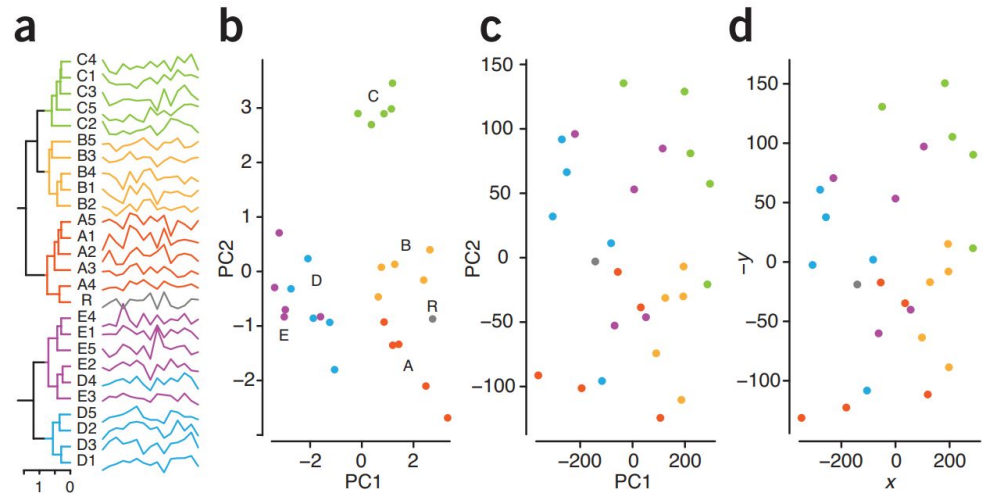 a
C4
C1
C3
C5
C2
B5
B3
B4
B1
B2
A5
A1
A2
A3
A4
R
E4
E1
E5
E2
D4
E3
D5
D2
D3
D1
1 0
b
PC2
3
2
1
0
−1
−2
C
B
D
R
E
A
−2 0 2
PC1
c
PC2
150
100
50
0
−50
−100
−200 0 200
PC1
d
−y
150
100
50
0
−50
−100
−200 0 200
x